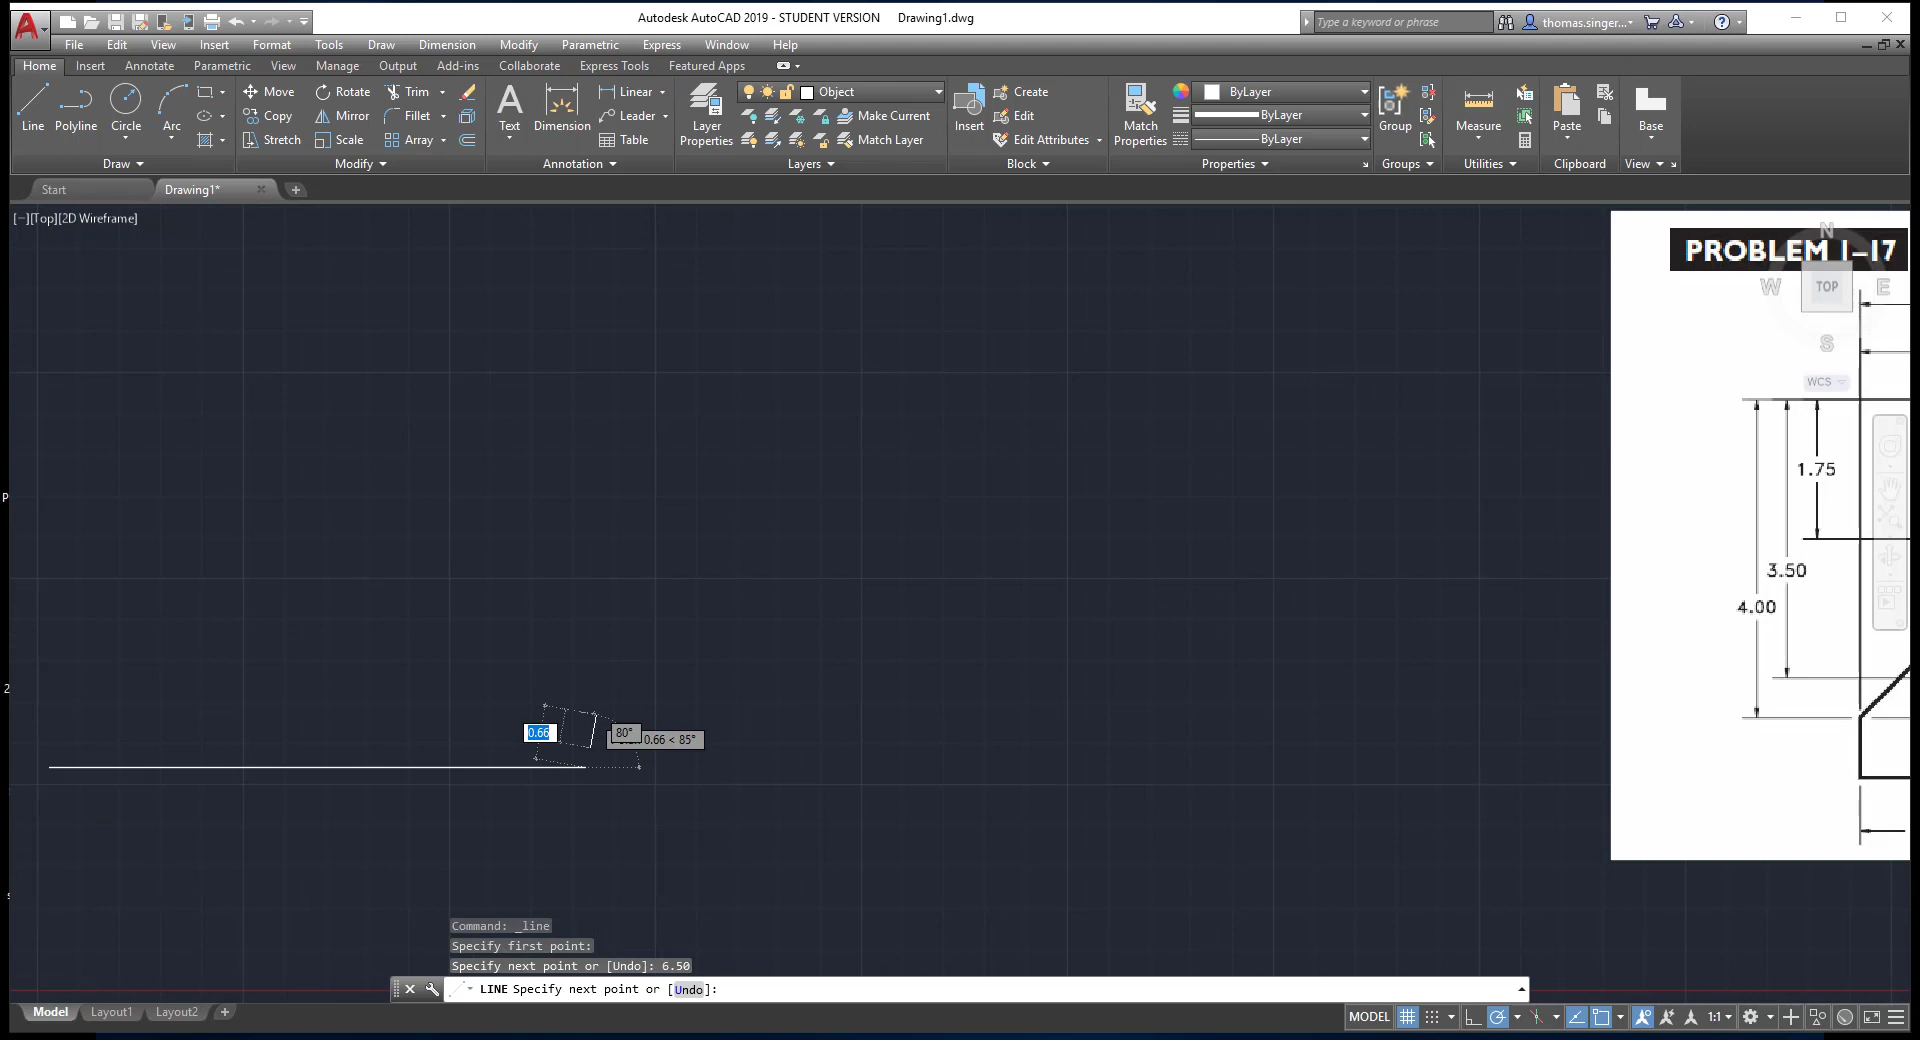 Autodesk AutoCAD 2019 - STUDENT VERSION Drawing1.dwg
Type a keyword or phrase
thomas.singer...
File Edit View Insert Format Tools Draw Dimension Modify Parametric Express Window Help
Home Insert Annotate Parametric View Manage Output Add-ins Collaborate Express Tools Featured Apps
Move Rotate Trim Linear Object Create ByLayer
Copy Mirror Fillet Leader Make Current Edit ByLayer
Line Polyline Circle Arc Text Dimension Layer Insert Match Group Measure Paste Base
Stretch Scale Array Table Properties Match Layer Edit Attributes Properties ByLayer
Draw Modify Annotation Layers Block Properties Groups Utilities Clipboard View
Start Drawing1*
[−][Top][2D Wireframe]
N
PROBLEM 1-17
W TOP E
S
WCS
1.75
P
3.50
4.00
2
0.66 80° 0.66 < 85°
s
Command: _line
Specify first point:
Specify next point or [Undo]: 6.50
LINE Specify next point or [Undo]:
Model Layout1 Layout2
MODEL 1:1